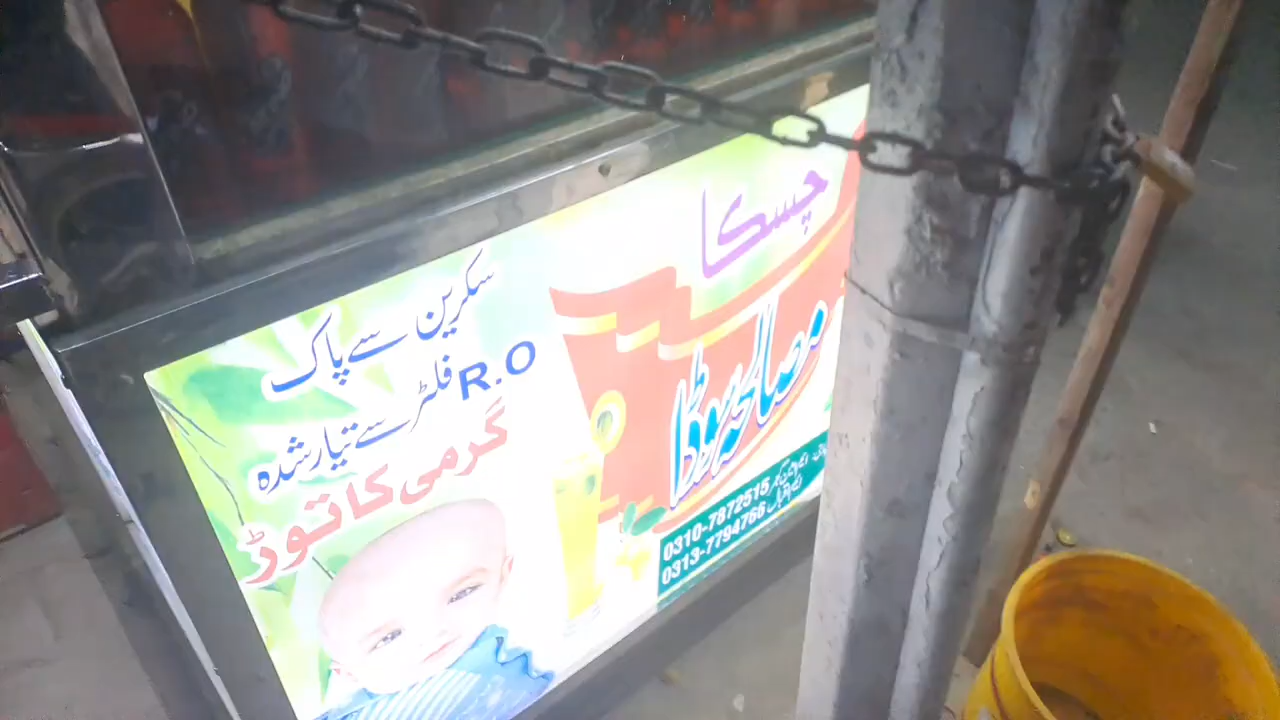 چسکا
مصالحہ سوڈا
سکرین سے پاک
R.O فلٹر سے تیار شدہ
گرمی کا توڑ
0310-7872515
0313-7794766